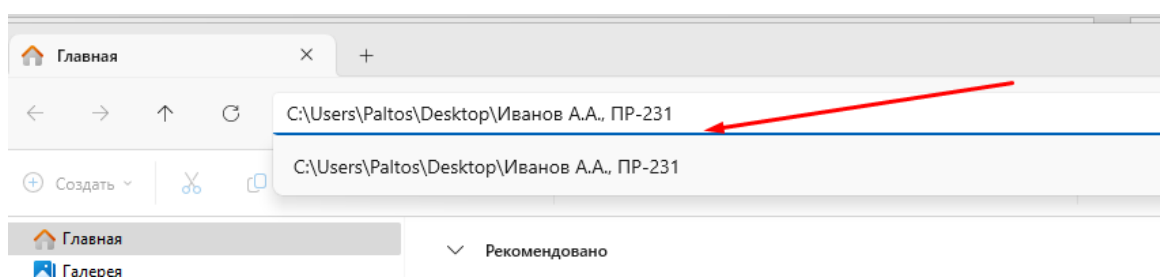 Главная
C:\Users\Paltos\Desktop\Иванов А.А., ПР-231
C:\Users\Paltos\Desktop\Иванов А.А., ПР-231
Создать
Главная
Рекомендовано
Галерея